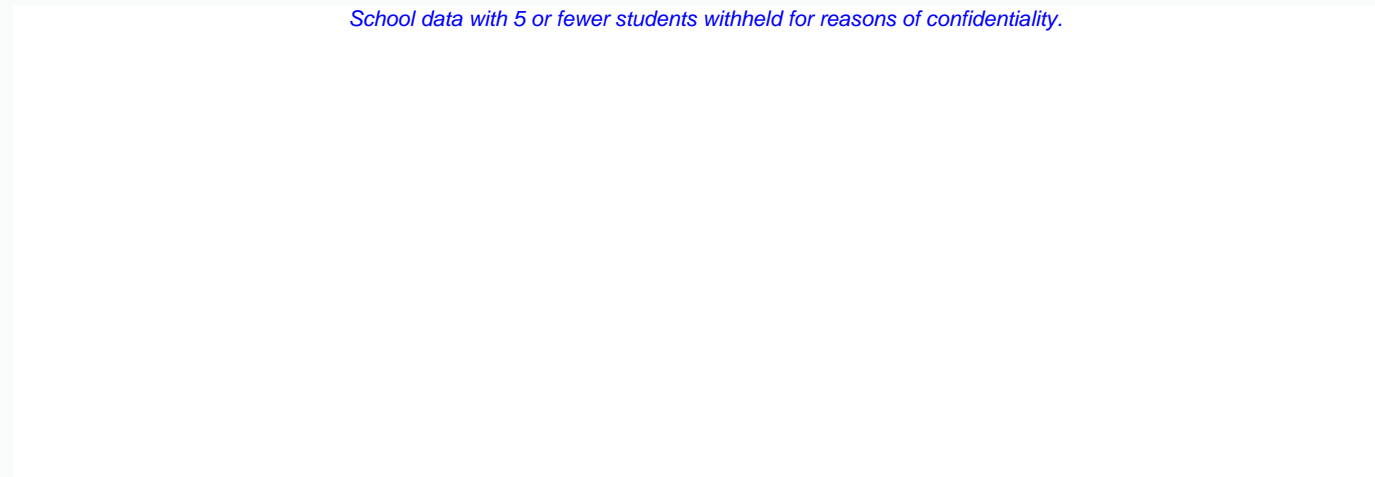 School data with 5 or fewer students withheld for reasons of confidentiality.